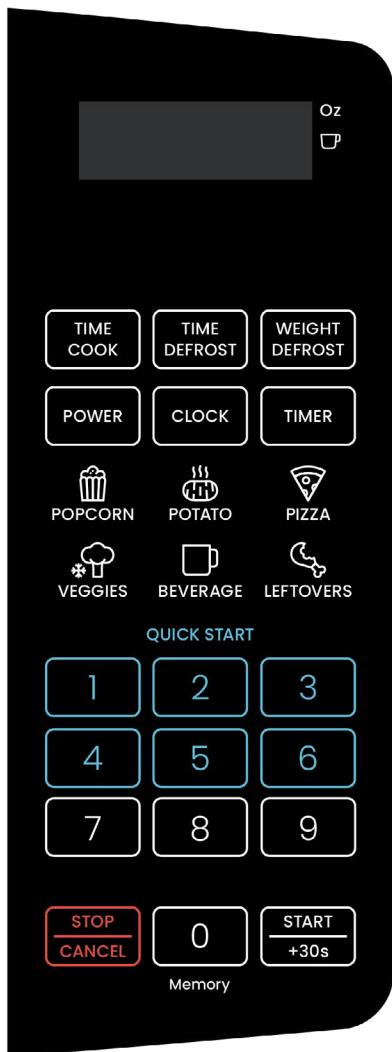 Oz
TIME TIME WEIGHT
COOK DEFROST DEFROST
POWER CLOCK TIMER
POPCORN POTATO PIZZA
VEGGIES BEVERAGE LEFTOVERS
QUICK START
1 2 3
4 5 6
7 8 9
STOP START
0
CANCEL +30s
Memory